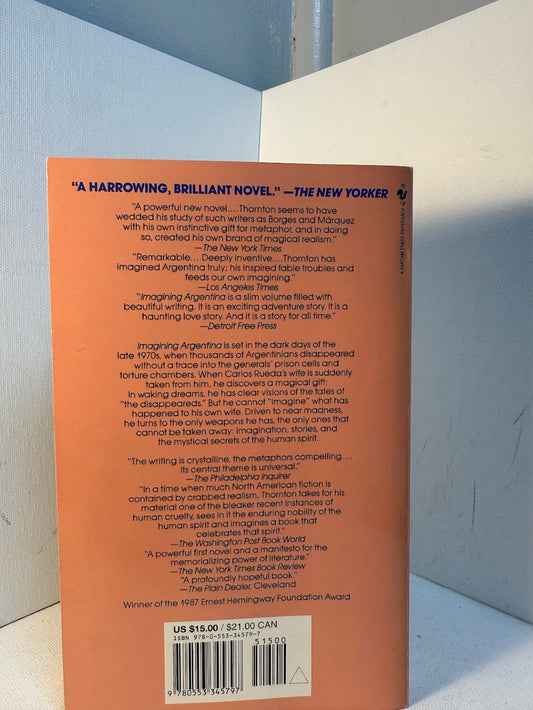 “A HARROWING, BRILLIANT NOVEL.” —THE NEW YORKER
“A powerful new novel....Thornton seems to have
wedded his study of such writers as Borges and Márquez
with his own instinctive gift for metaphor, and in doing
so, created his own brand of magical realism.”
—The New York Times
“Remarkable....Deeply inventive....Thornton has
imagined Argentina truly; his inspired fable troubles and
feeds our own imagining.”
—Los Angeles Times
“Imagining Argentina is a slim volume filled with
beautiful writing. It is an exciting adventure story. It is a
haunting love story. And it is a story for all time.”
—Detroit Free Press
Imagining Argentina is set in the dark days of the
late 1970s, when thousands of Argentinians disappeared
without a trace into the generals’ prison cells and
torture chambers. When Carlos Rueda’s wife is suddenly
taken from him, he discovers a magical gift:
In waking dreams, he has clear visions of the fates of
“the disappeareds.” But he cannot “imagine” what has
happened to his own wife. Driven to near madness,
he turns to the only weapons he has, the only ones that
cannot be taken away: imagination, stories, and
the mystical secrets of the human spirit.
“The writing is crystalline, the metaphors compelling....
Its central theme is universal.”
—The Philadelphia Inquirer
“In a time when much North American fiction is
contained by crabbed realism, Thornton takes for his
material one of the bleaker recent instances of
human cruelty, sees in it the enduring nobility of the
human spirit and imagines a book that
celebrates that spirit.”
—The Washington Post Book World
“A powerful first novel and a manifesto for the
memorializing power of literature.”
—The New York Times Book Review
“A profoundly hopeful book.”
—The Plain Dealer, Cleveland
Winner of the 1987 Ernest Hemingway Foundation Award
US $15.00 / $21.00 CAN
ISBN 978-0-553-34579-7
51500
9 780553 345797